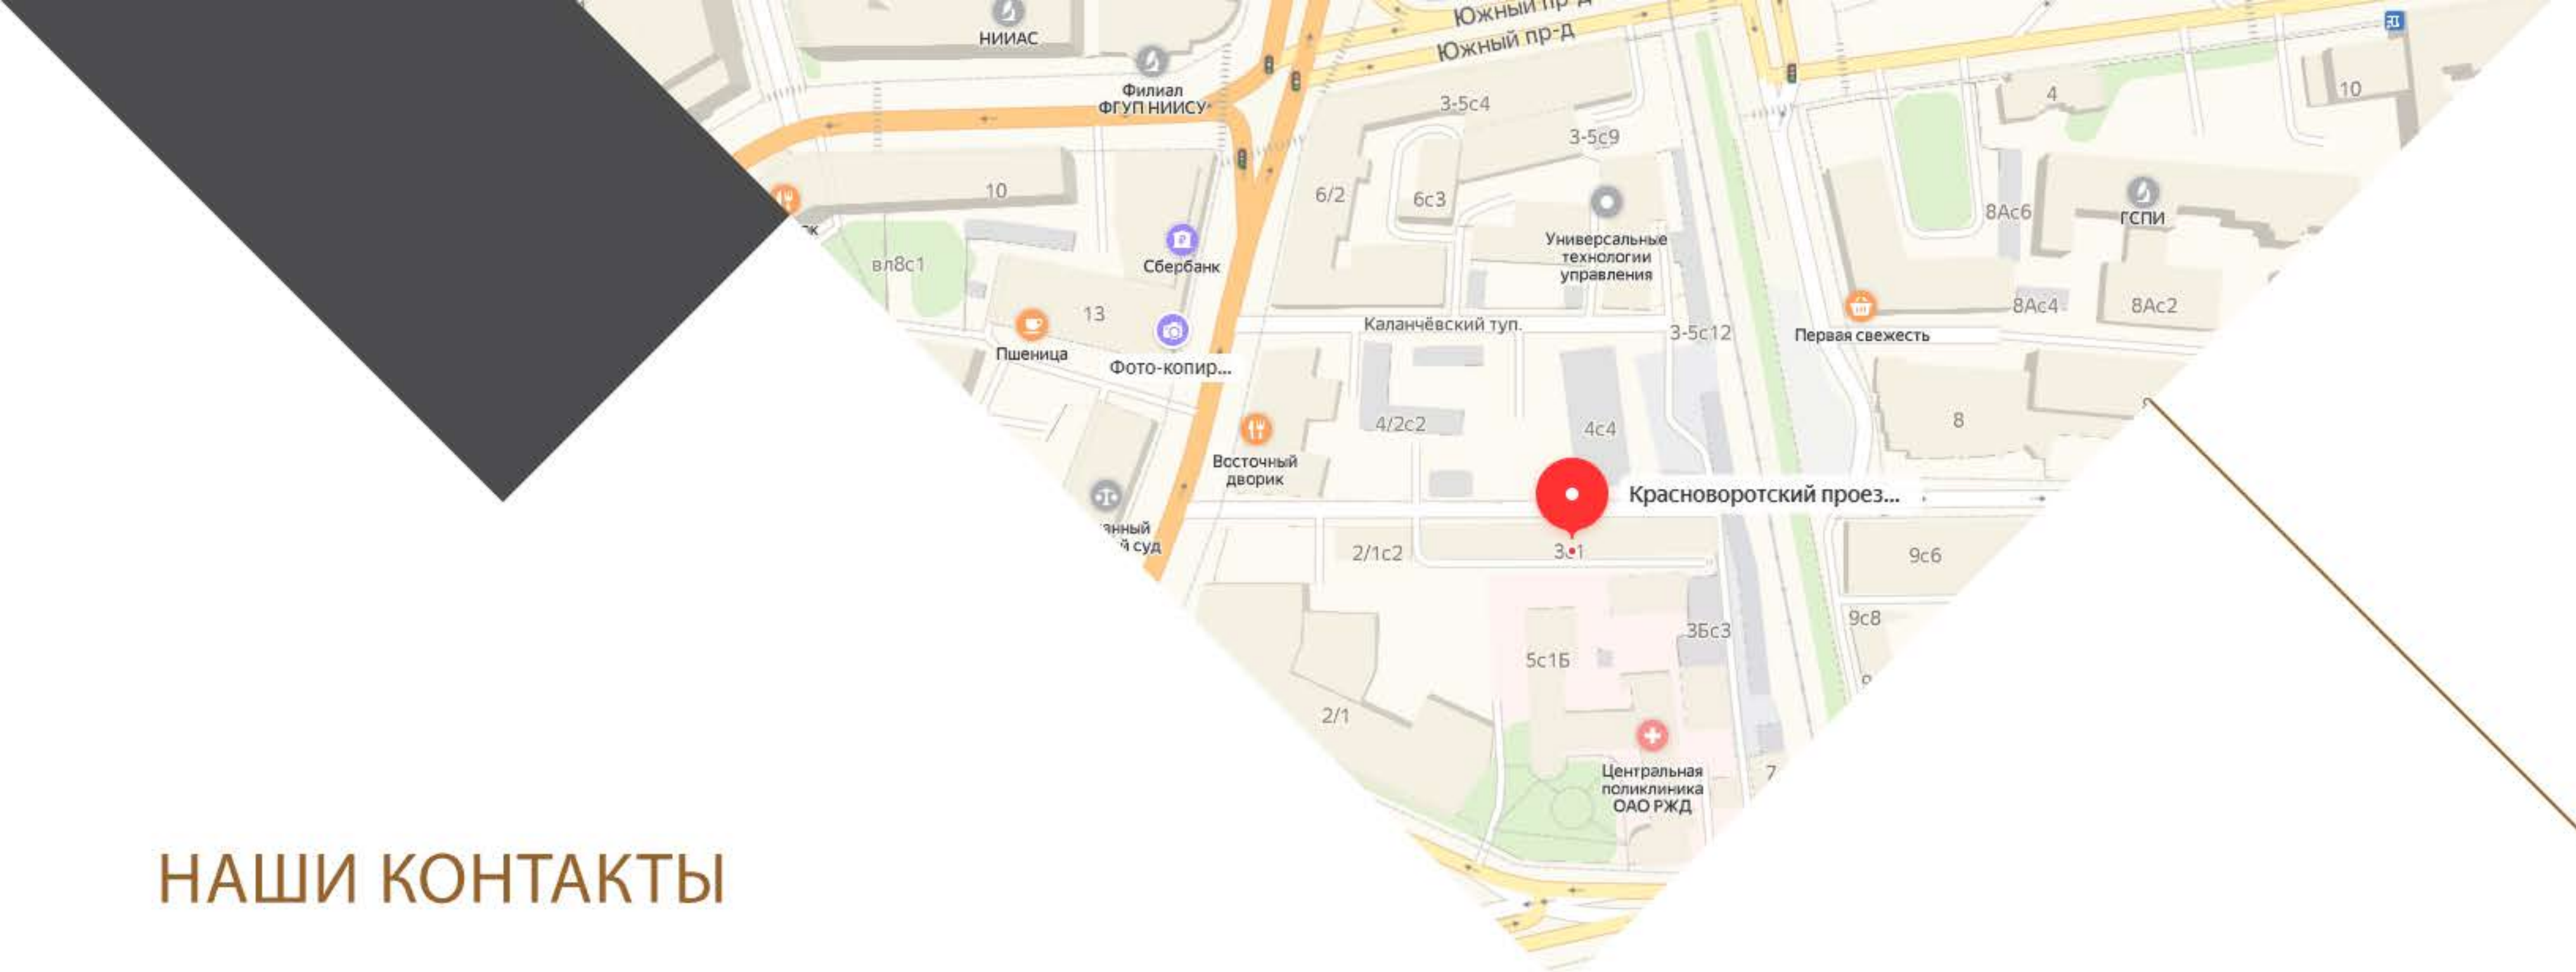 Южный пр-д
Южный пр-д
НИИАС
Филиал
ФГУП НИИСУ
3-5с4
4
10
3-5с9
10
6/2
6с3
8Ас6
ГСПИ
Универсальные
технологии
управления
вл8с1
Сбербанк
13
8Ас4
8Ас2
Каланчёвский туп.
3-5с12
Первая свежесть
Пшеница
Фото-копир...
4/2с2
4с4
8
Восточный
дворик
Красноворотский проез...
суд
2/1с2
3с1
9с6
9с8
3Бс3
5с1Б
2/1
Центральная
поликлиника
ОАО РЖД
7
НАШИ КОНТАКТЫ